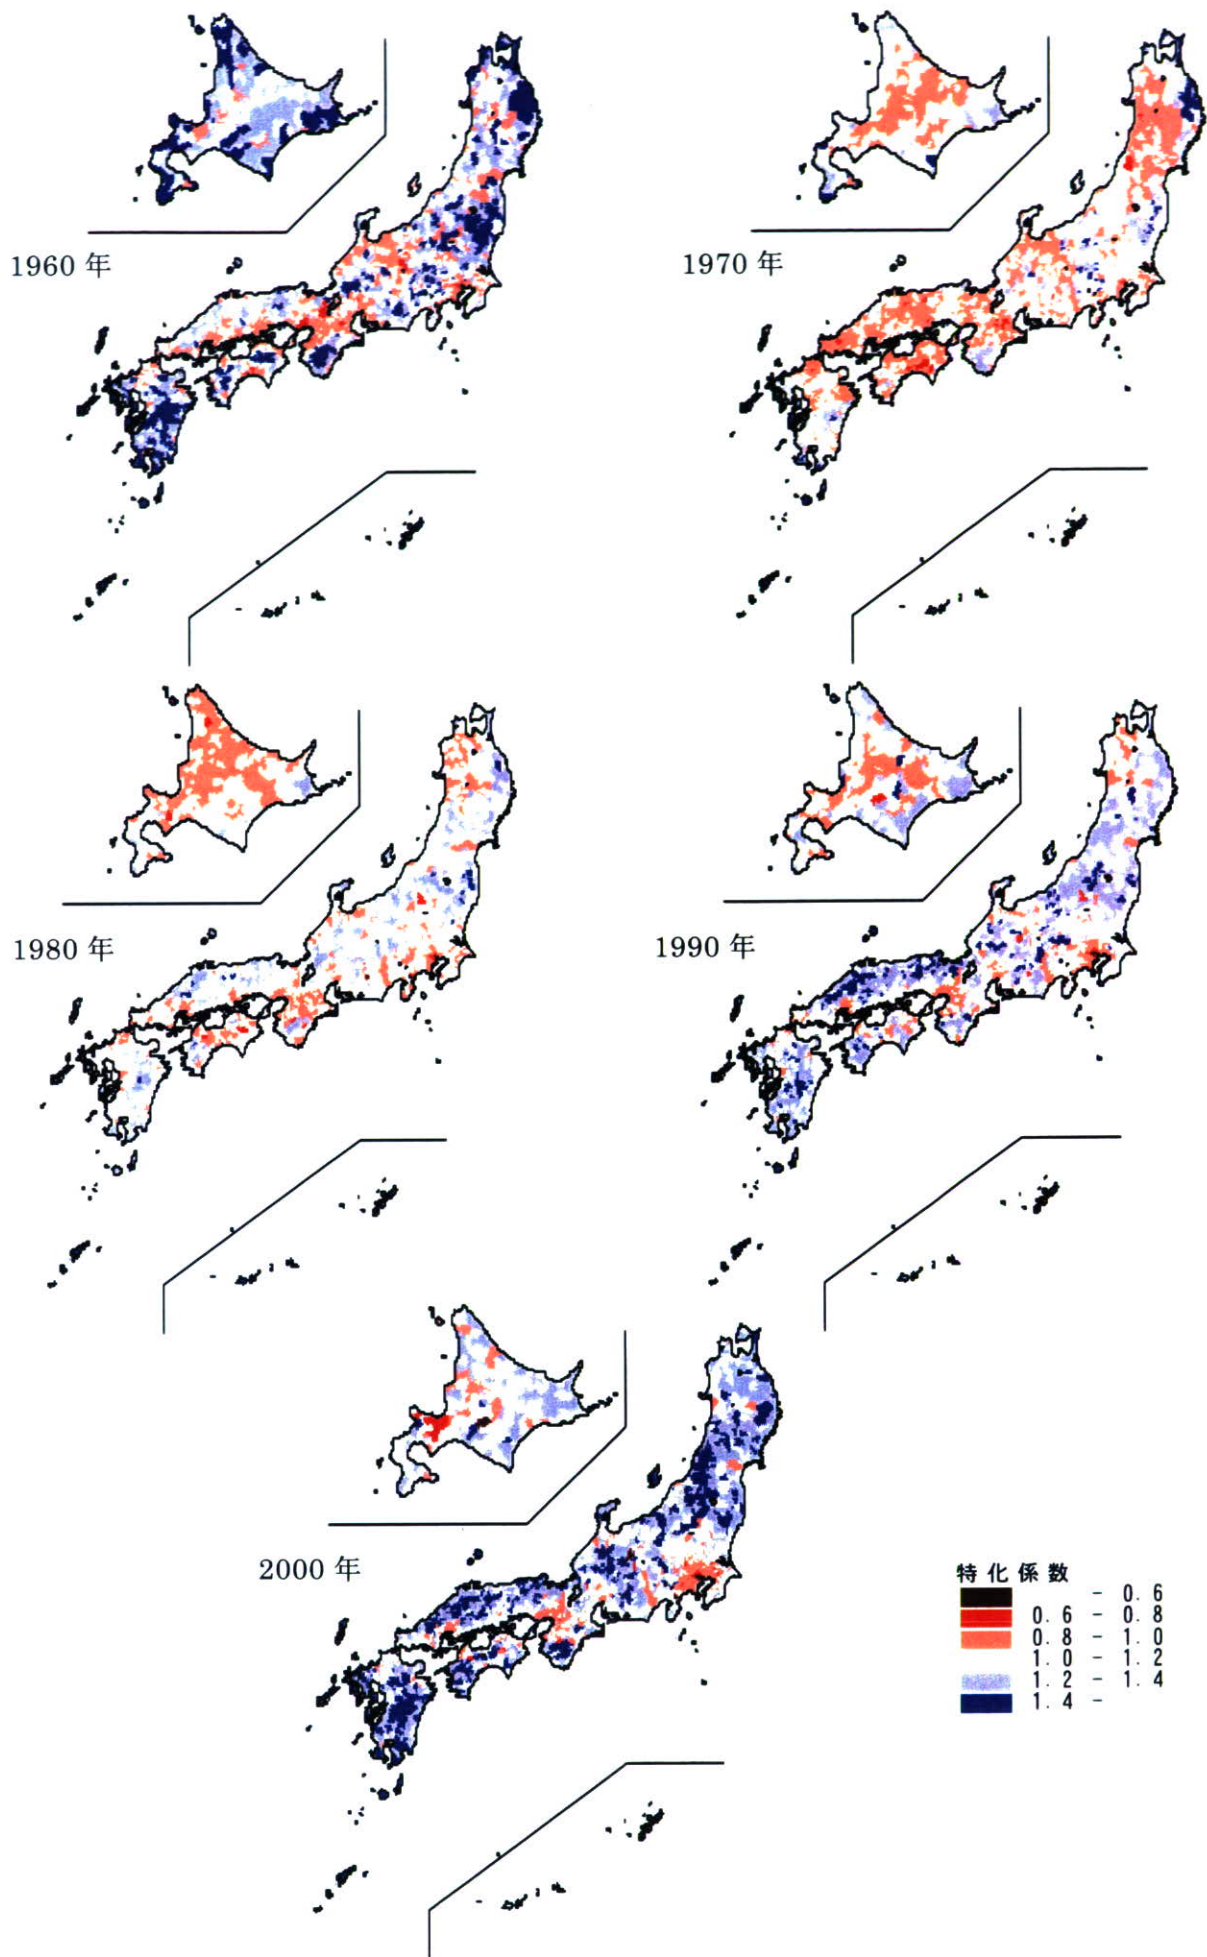 1960 年
1970 年
1980 年
1990 年
2000 年
特 化 係 数
- 0. 6
0. 6 - 0. 8
0. 8 - 1. 0
1. 0 - 1. 2
1. 2 - 1. 4
1. 4 -